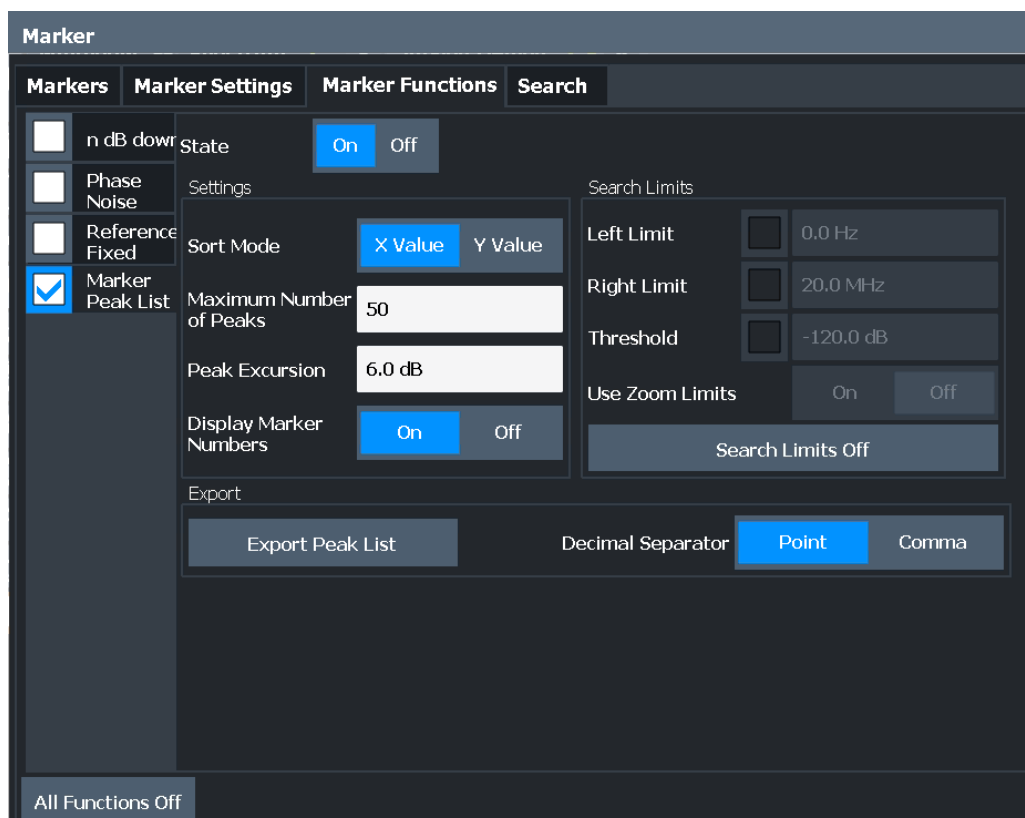 Marker
Markers Marker Settings Marker Functions Search
n dB down
State On Off
Phase
Noise
Settings Search Limits
Reference
Fixed
Sort Mode X Value Y Value
Left Limit 0.0 Hz
Marker
Peak List
Maximum Number
of Peaks
50
Right Limit 20.0 MHz
Threshold -120.0 dB
Peak Excursion 6.0 dB
Use Zoom Limits On Off
Display Marker
Numbers
On Off
Search Limits Off
Export
Export Peak List Decimal Separator Point Comma
All Functions Off